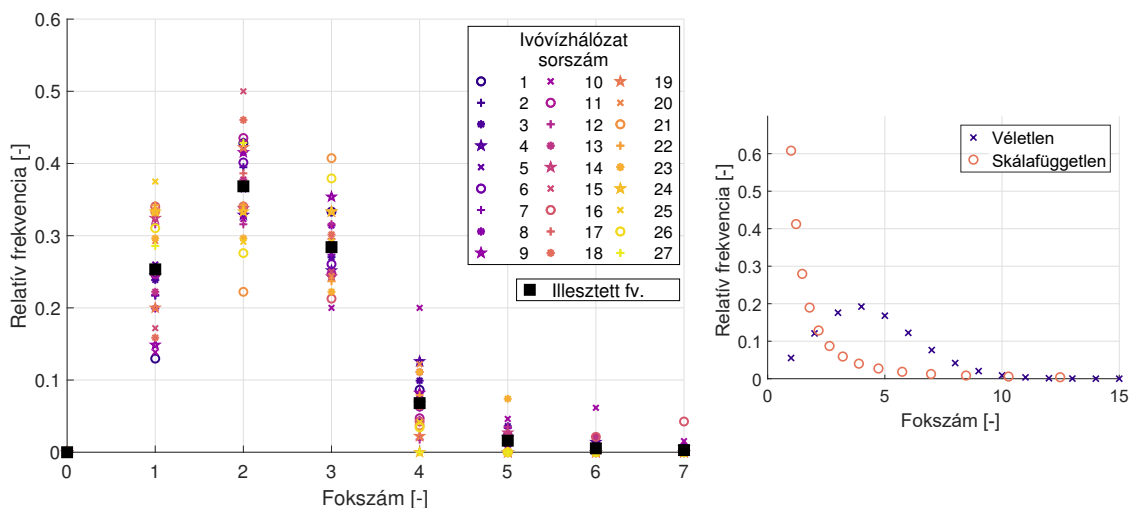 Relatív frekvencia [-]
0.6
0.5
0.4
0.3
0.2
0.1
0
0 1 2 3 4 5 6 7
Fokszám [-]
Ivóvízhálózat
sorszám
1 10 19
2 11 20
3 12 21
4 13 22
5 14 23
6 15 24
7 16 25
8 17 26
9 18 27
Illesztett fv.
Relatív frekvencia [-]
0.6
0.5
0.4
0.3
0.2
0.1
0
0 5 10 15
Fokszám [-]
Véletlen
Skálafüggetlen